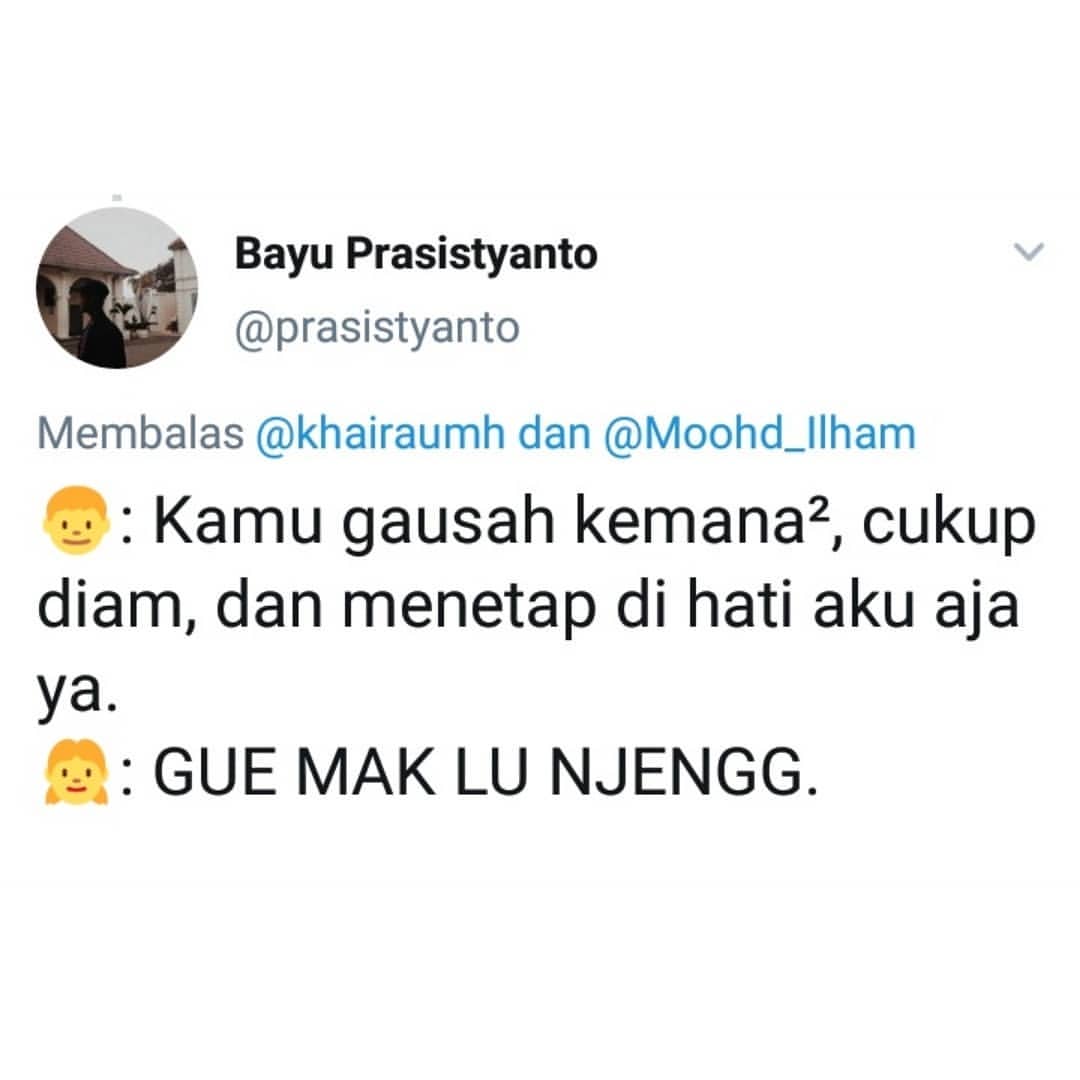 Bayu Prasistyanto
@prasistyanto
Membalas @khairaumh dan @Moohd_Ilham
👦: Kamu gausah kemana², cukup
diam, dan menetap di hati aku aja
ya.
👧: GUE MAK LU NJENGG.